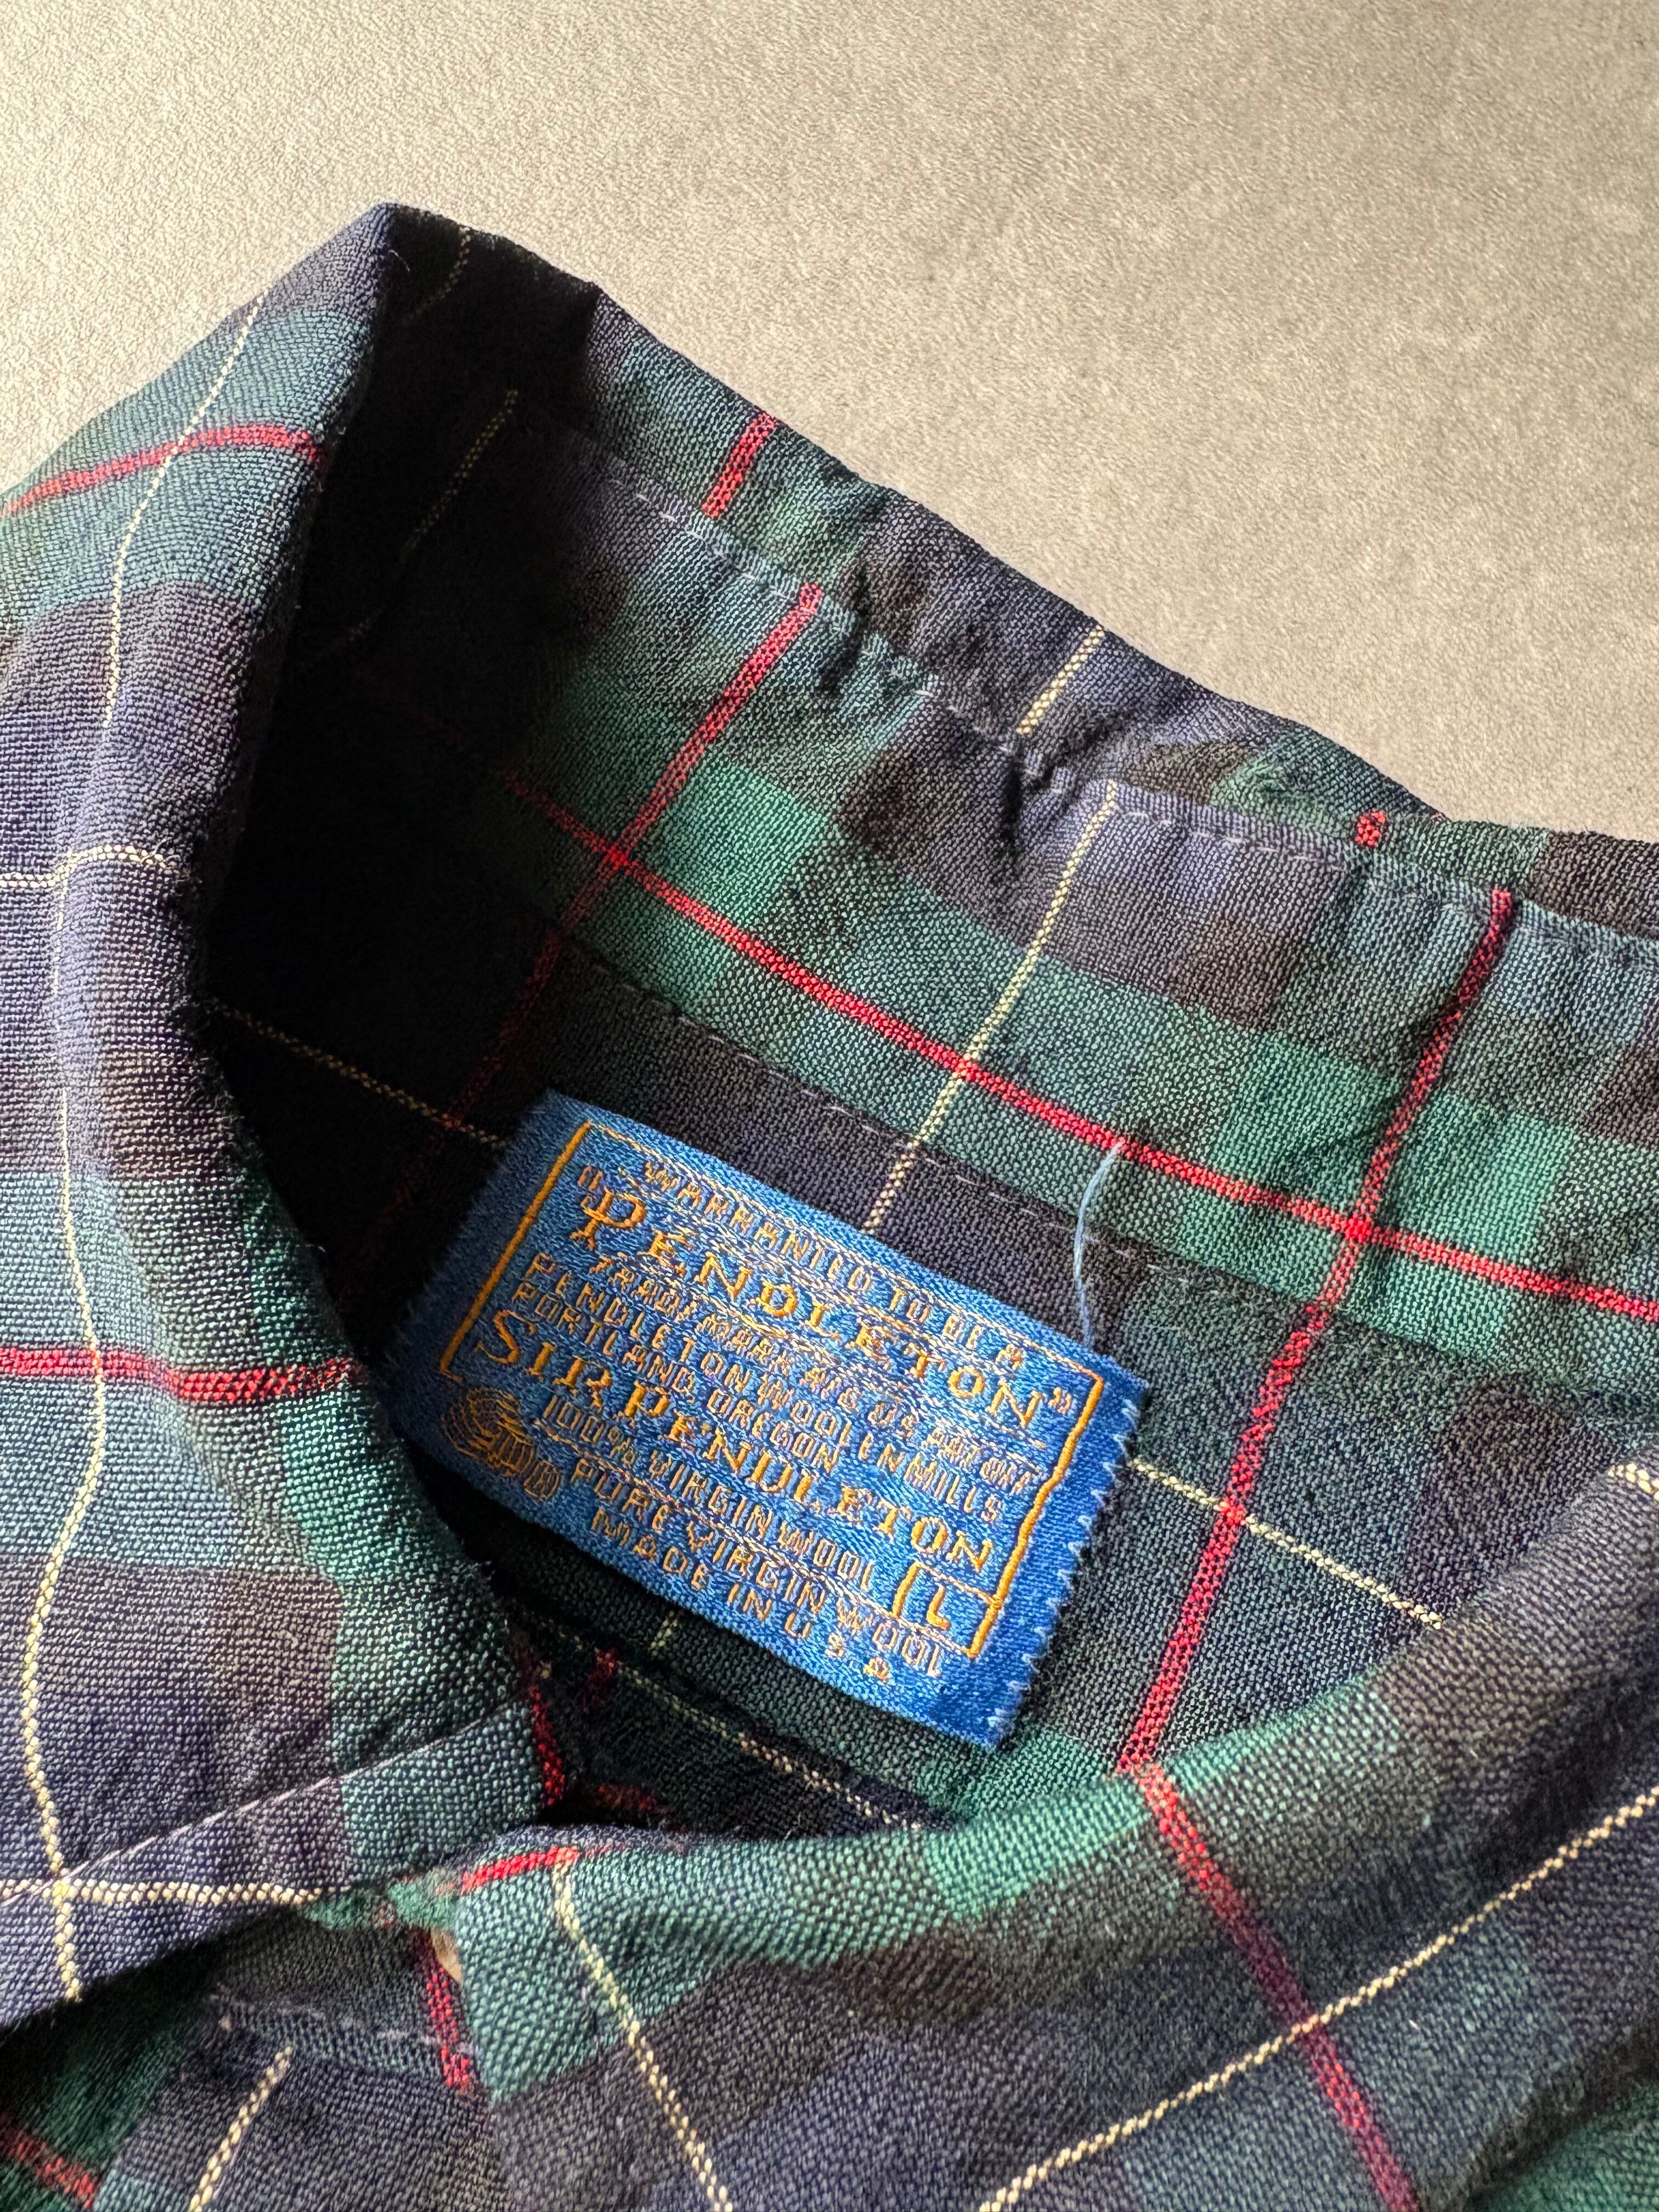 WARRANTED TO BE A
"PENDLETON"
TRADE MARK REG US PAT OFF
PENDLETON WOOLEN MILLS
PORTLAND, OREGON
SIR PENDLETON
100% VIRGIN WOOL L
PURE VIRGIN WOOL
MADE IN U S A